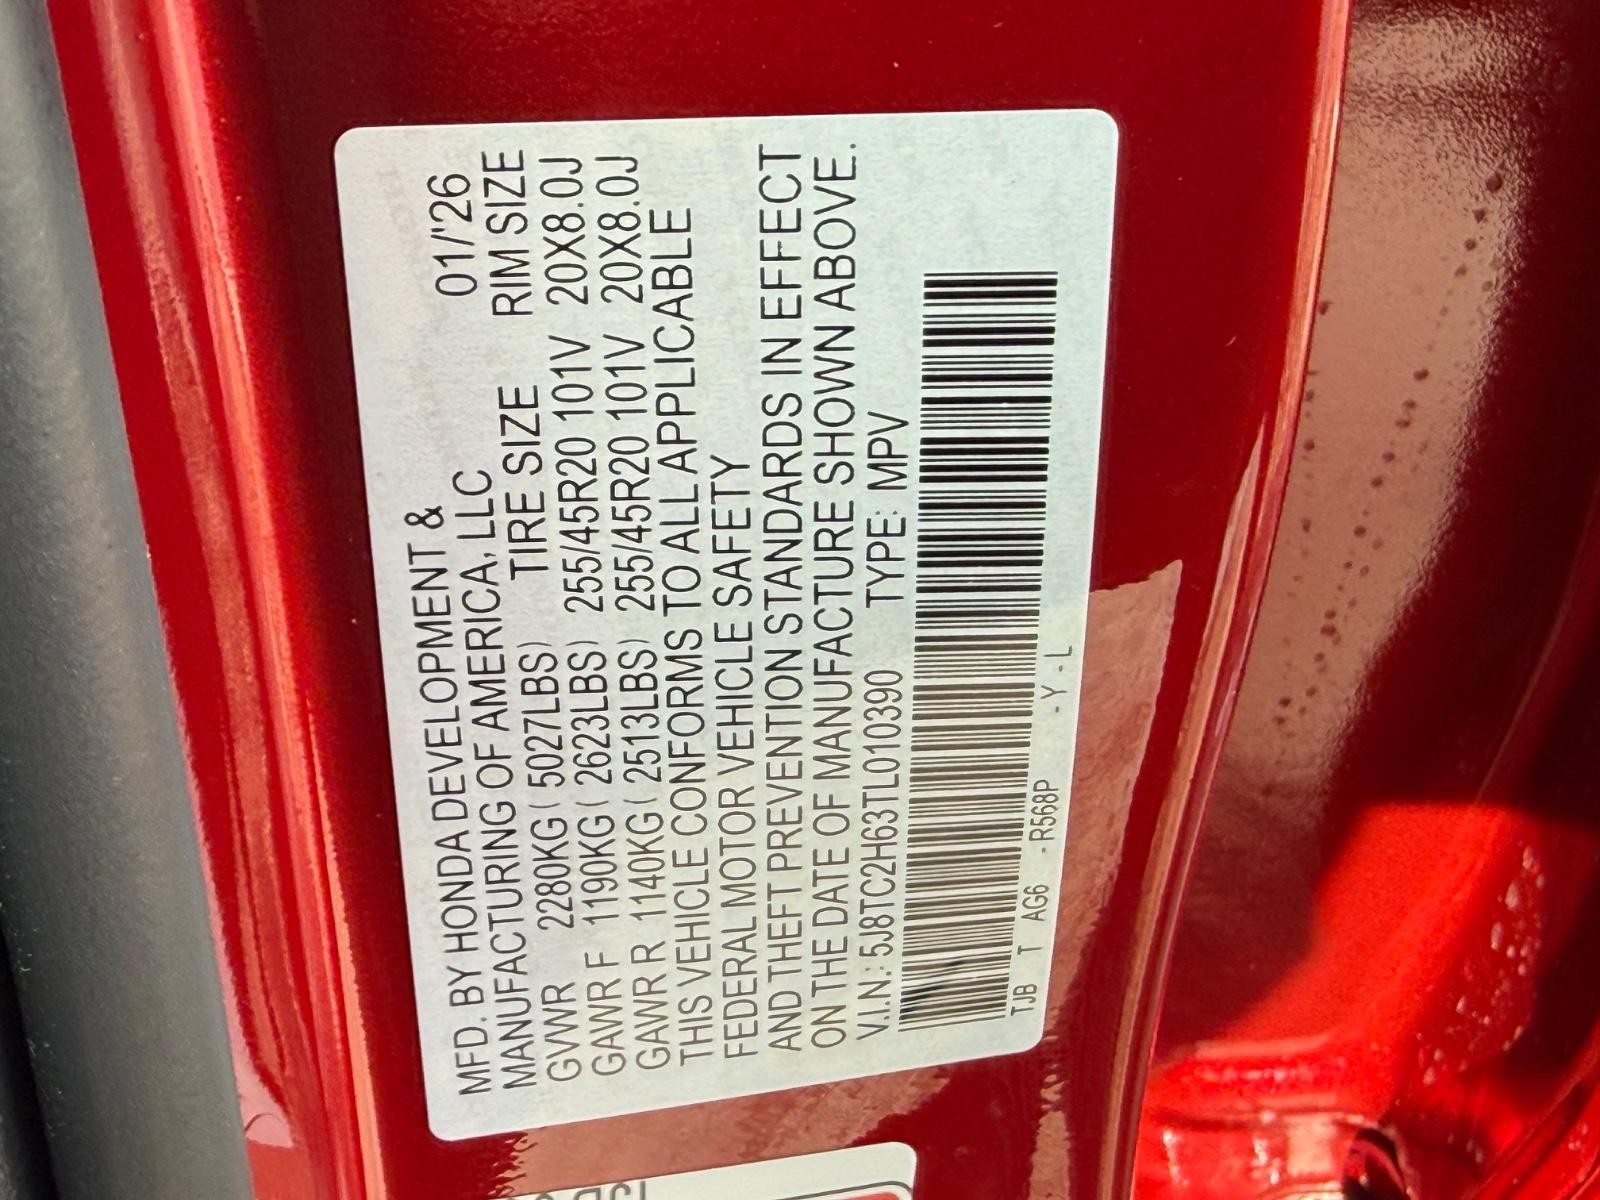 MFD. BY HONDA DEVELOPMENT &
MANUFACTURING OF AMERICA, LLC 01/'26
TIRE SIZE RIM SIZE
GVWR 2280KG ( 5027LBS)
GAWR F 1190KG ( 2623LBS) 255/45R20 101V 20X8.0J
GAWR R 1140KG ( 2513LBS) 255/45R20 101V 20X8.0J
THIS VEHICLE CONFORMS TO ALL APPLICABLE
FEDERAL MOTOR VEHICLE SAFETY
AND THEFT PREVENTION STANDARDS IN EFFECT
ON THE DATE OF MANUFACTURE SHOWN ABOVE.
V.I.N.: 5J8TC2H63TL010390 TYPE: MPV
TJB T AG6 -R568P -Y-L